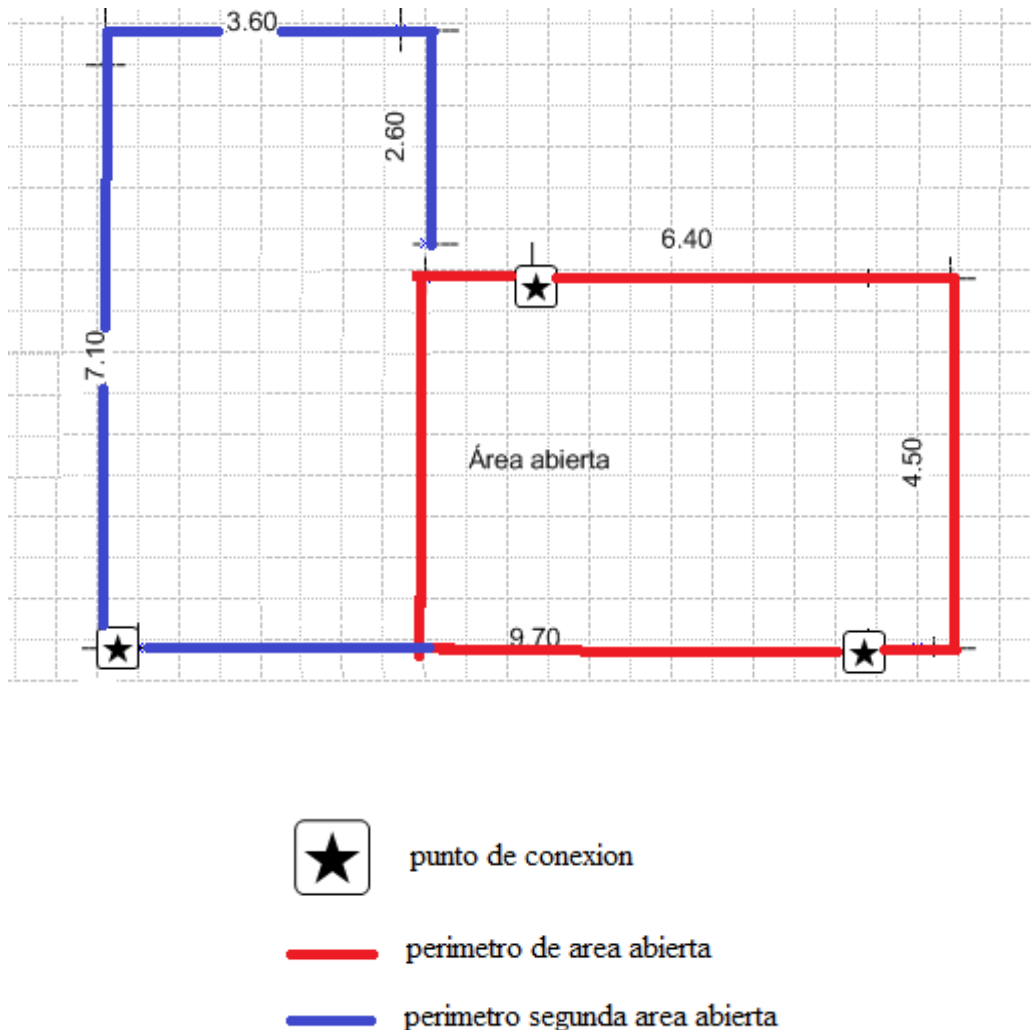 3.60
2.60
6.40
7.10
Área abierta
4.50
9.70
punto de conexion
perimetro de area abierta
perimetro segunda area abierta